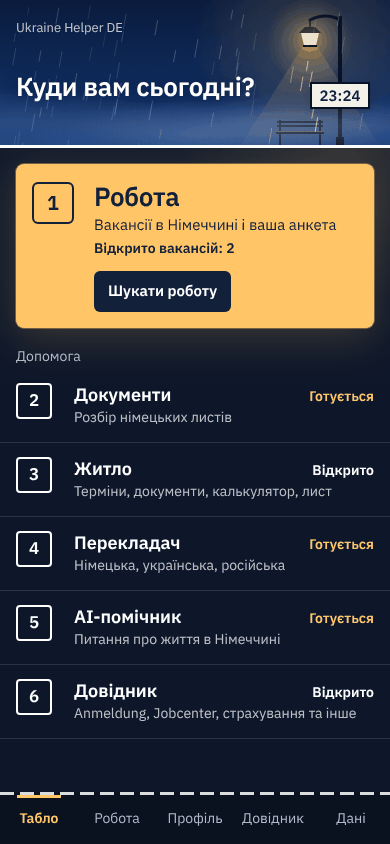 Ukraine Helper DE
Куди вам сьогодні?
23:24
1
Робота
Вакансії в Німеччині і ваша анкета
Відкрито вакансій: 2
Шукати роботу
Допомога
2
Документи
Готується
Розбір німецьких листів
3
Житло
Відкрито
Терміни, документи, калькулятор, лист
4
Перекладач
Готується
Німецька, українська, російська
5
AI-помічник
Готується
Питання про життя в Німеччині
6
Довідник
Відкрито
Anmeldung, Jobcenter, страхування та інше
Табло
Робота
Профіль
Довідник
Дані